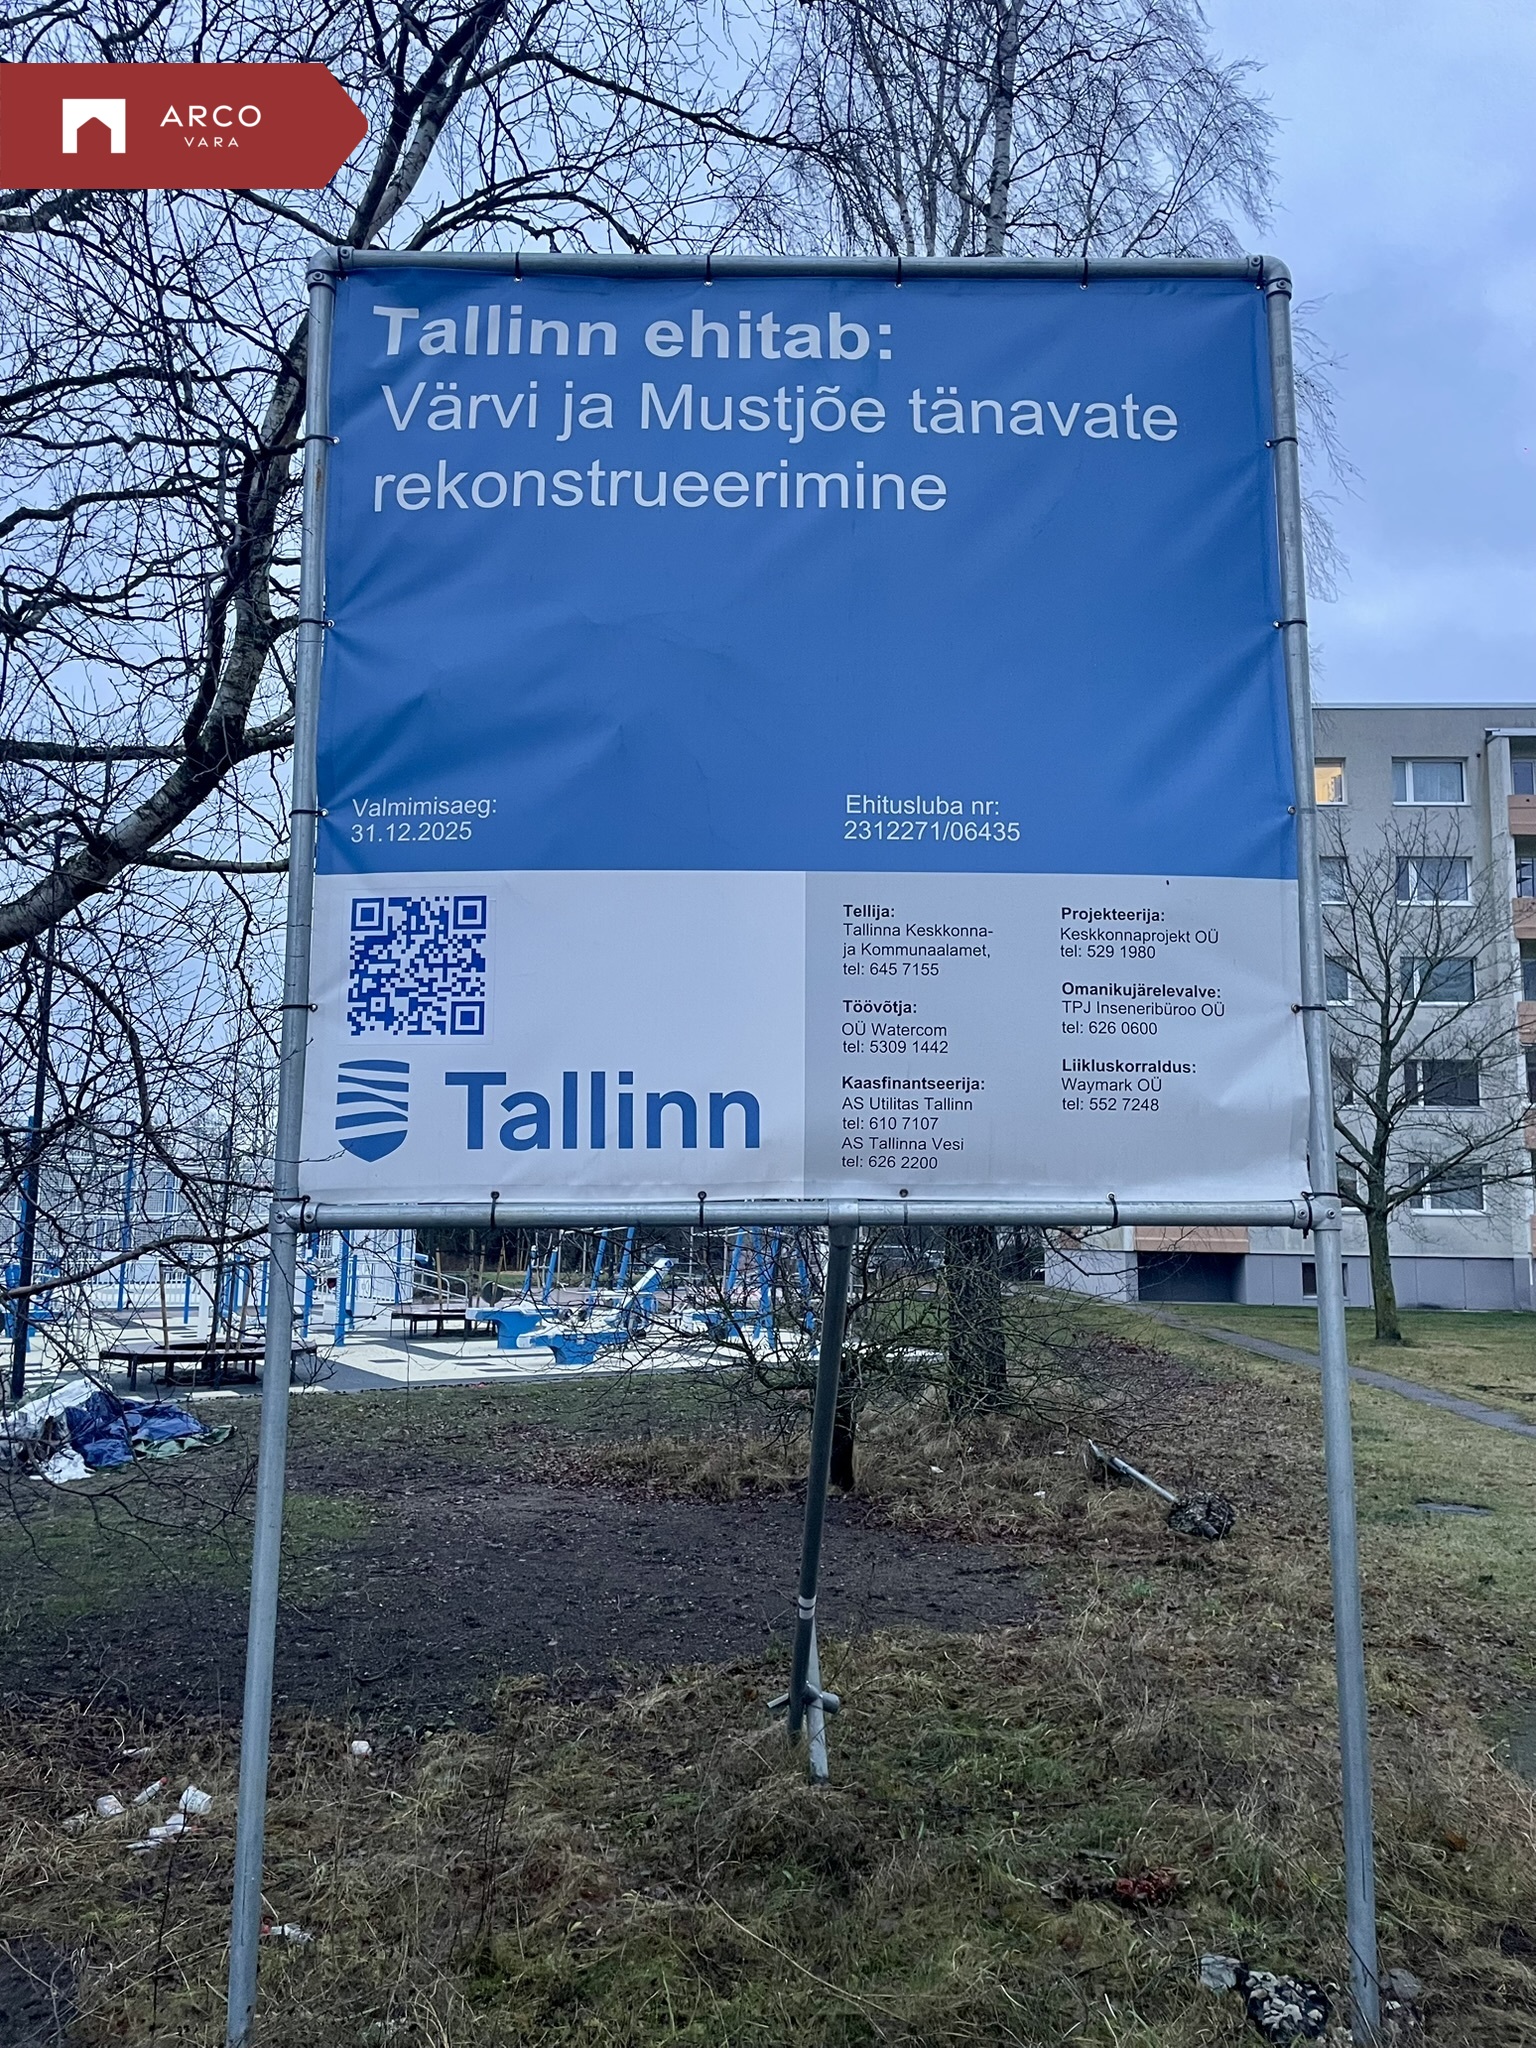 ARCO
VARA
Tallinn ehitab:
Värvi ja Mustjõe tänavate
rekonstrueerimine
Valmimisaeg:
31.12.2025
Ehitusluba nr:
2312271/06435
Tallinn
Tellija:
Tallinna Keskkonna-
ja Kommunaalamet,
tel: 645 7155
Töövõtja:
OÜ Watercom
tel: 5309 1442
Kaasfinantseerija:
AS Utilitas Tallinn
tel: 610 7107
AS Tallinna Vesi
tel: 626 2200
Projekteerija:
Keskkonnaprojekt OÜ
tel: 529 1980
Omanikujärelevalve:
TPJ Inseneribüroo OÜ
tel: 626 0600
Liikluskorraldus:
Waymark OÜ
tel: 552 7248